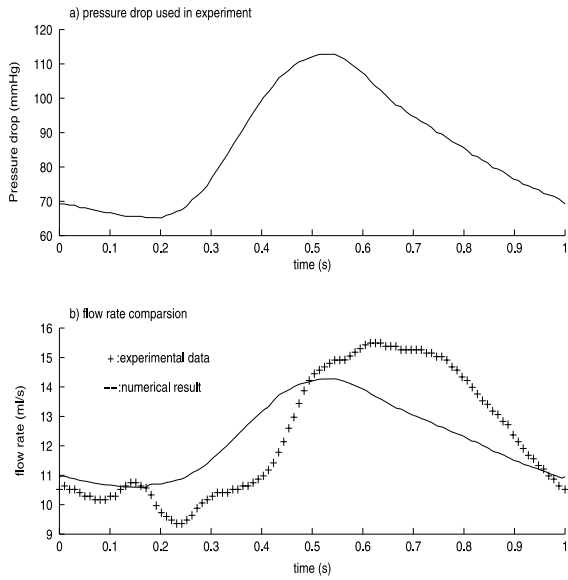 a) pressure drop used in experiment
120
110
100
90
80
70
60
Pressure drop (mmHg)
0 0.1 0.2 0.3 0.4 0.5 0.6 0.7 0.8 0.9 1
time (s)
b) flow rate comparsion
16
15
14
13
12
11
10
9
flow rate (ml/s)
+ :experimental data
--:numerical result
0 0.1 0.2 0.3 0.4 0.5 0.6 0.7 0.8 0.9 1
time (s)